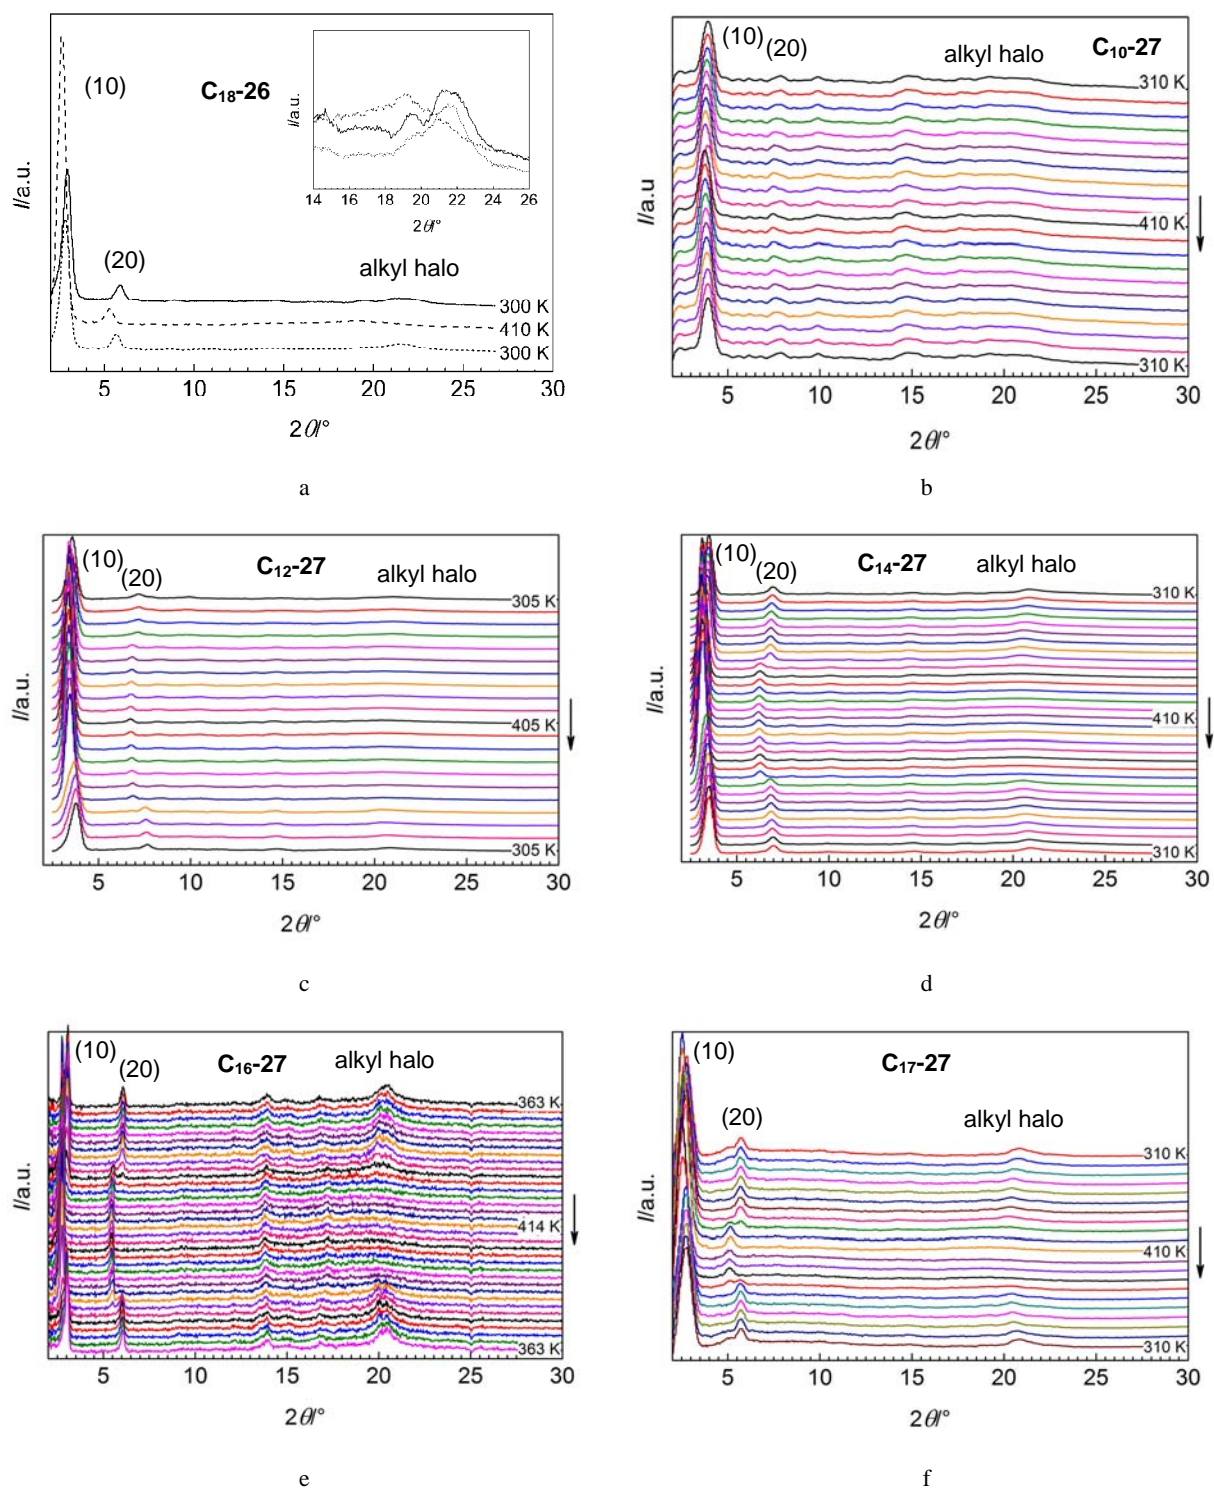 C18-26
(10)
(20)
alkyl halo
I/a.u.
14 16 18 20 22 24 26
2θ/°
300 K
410 K
300 K
I/a.u.
5 10 15 20 25 30
2θ/°
a
(10) (20)
alkyl halo
C10-27
310 K
410 K
310 K
I/a.u
5 10 15 20 25 30
2θ/°
b
(10)
(20)
C12-27
alkyl halo
305 K
405 K
305 K
I/a.u.
5 10 15 20 25 30
2θ/°
c
(10)
(20)
C14-27
alkyl halo
310 K
410 K
310 K
I/a.u.
5 10 15 20 25 30
2θ/°
d
(10)
(20)
C16-27
alkyl halo
363 K
414 K
363 K
I/a.u.
5 10 15 20 25 30
2θ/°
e
(10)
(20)
C17-27
alkyl halo
310 K
410 K
310 K
I/a.u.
5 10 15 20 25 30
2θ/°
f